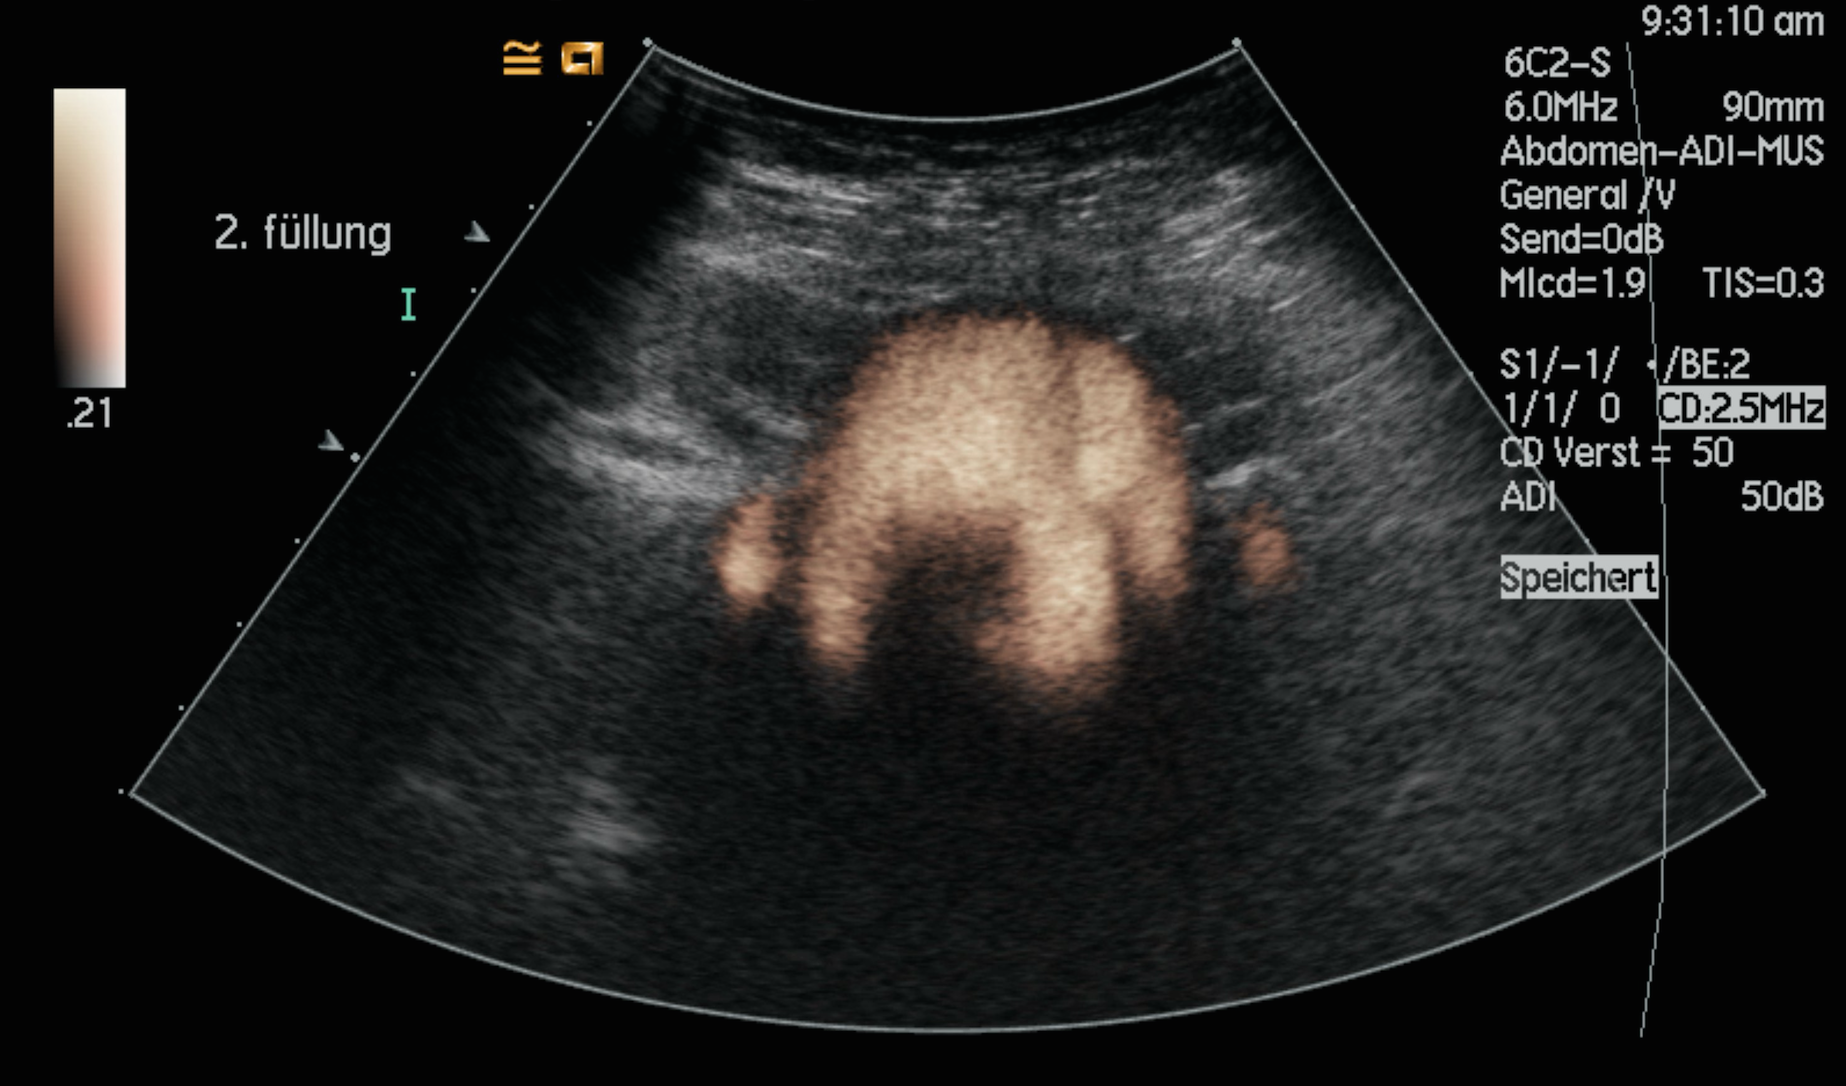 9:31:10 am
6C2-S
6.0MHz 90mm
Abdomen-ADI-MUS
General /V
Send=0dB
MIcd=1.9 TIS=0.3
S1/-1/ /BE:2
1/1/ 0 CD:2.5MHz
CD Verst = 50
ADI 50dB
Speichert
2. füllung
I
.21